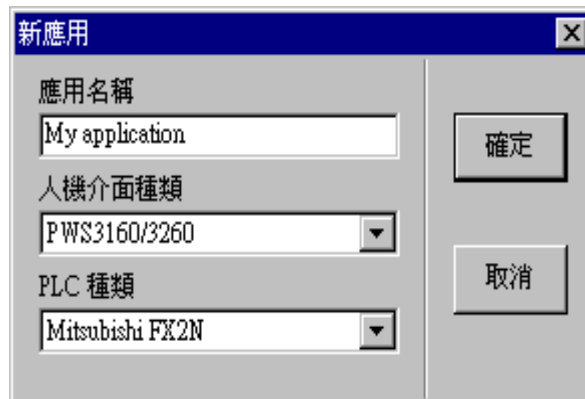 新應用
應用名稱
My application
確定
人機介面種類
PWS3160/3260
取消
PLC 種類
Mitsubishi FX2N